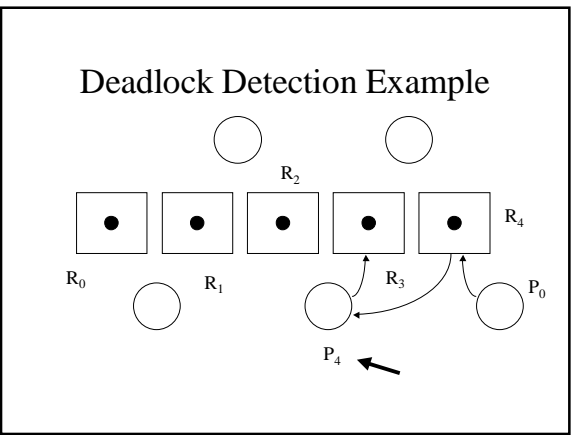 Deadlock Detection Example
R₂
R₄
R₀
R₁
R₃
P₀
P₄